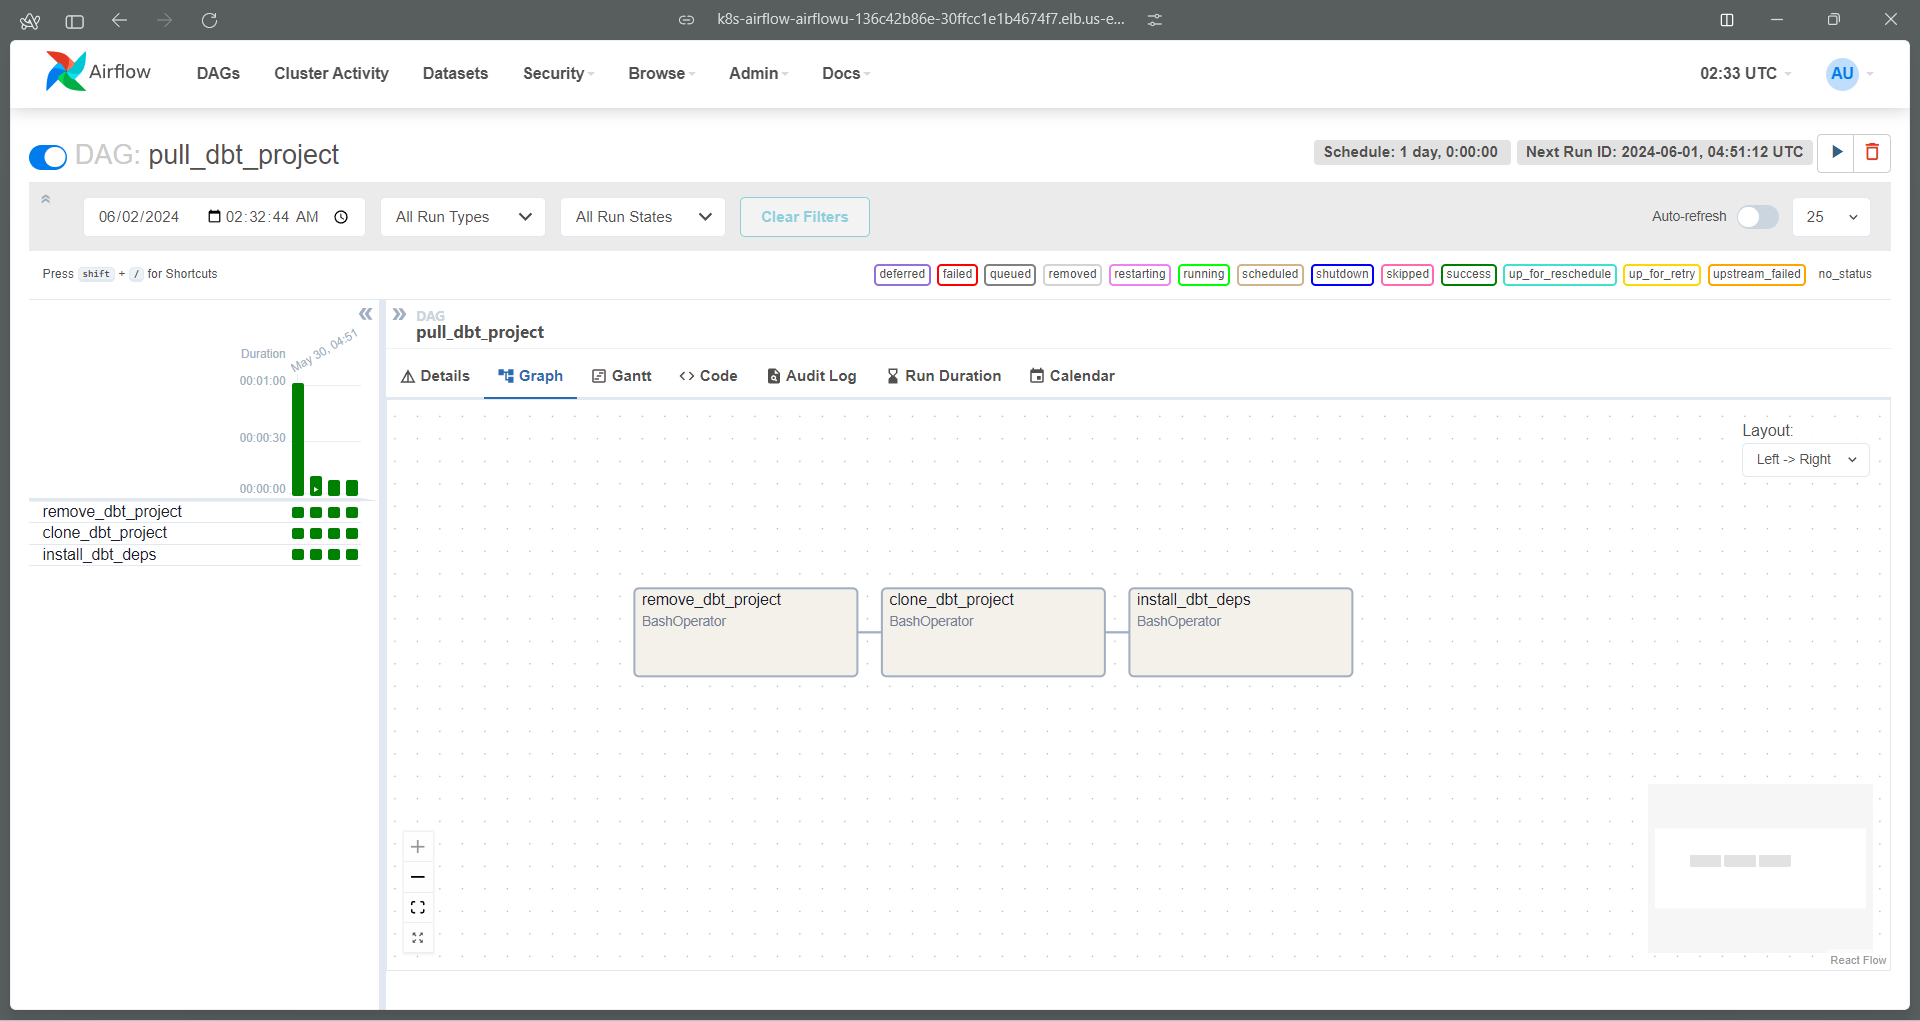 k8s-airflow-airflowu-136c42b86e-30ffcc1e1b4674f7.elb.us-e...
Airflow DAGs Cluster Activity Datasets Security Browse Admin Docs 02:33 UTC AU
DAG: pull_dbt_project Schedule: 1 day, 0:00:00 Next Run ID: 2024-06-01, 04:51:12 UTC
06/02/2024 02:32:44 AM All Run Types All Run States Clear Filters Auto-refresh 25
Press shift + / for Shortcuts deferred failed queued removed restarting running scheduled shutdown skipped success up_for_reschedule up_for_retry upstream_failed no_status
Duration
May 30, 04:51
00:01:00
00:00:30
00:00:00
remove_dbt_project
clone_dbt_project
install_dbt_deps
DAG
pull_dbt_project
Details Graph Gantt Code Audit Log Run Duration Calendar
Layout:
Left -> Right
remove_dbt_project
BashOperator
clone_dbt_project
BashOperator
install_dbt_deps
BashOperator
React Flow